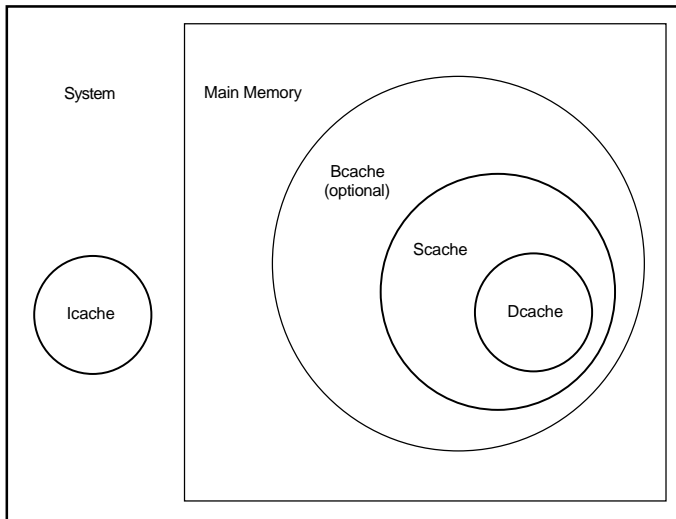 System
Main Memory
Bcache
(optional)
Scache
Icache
Dcache